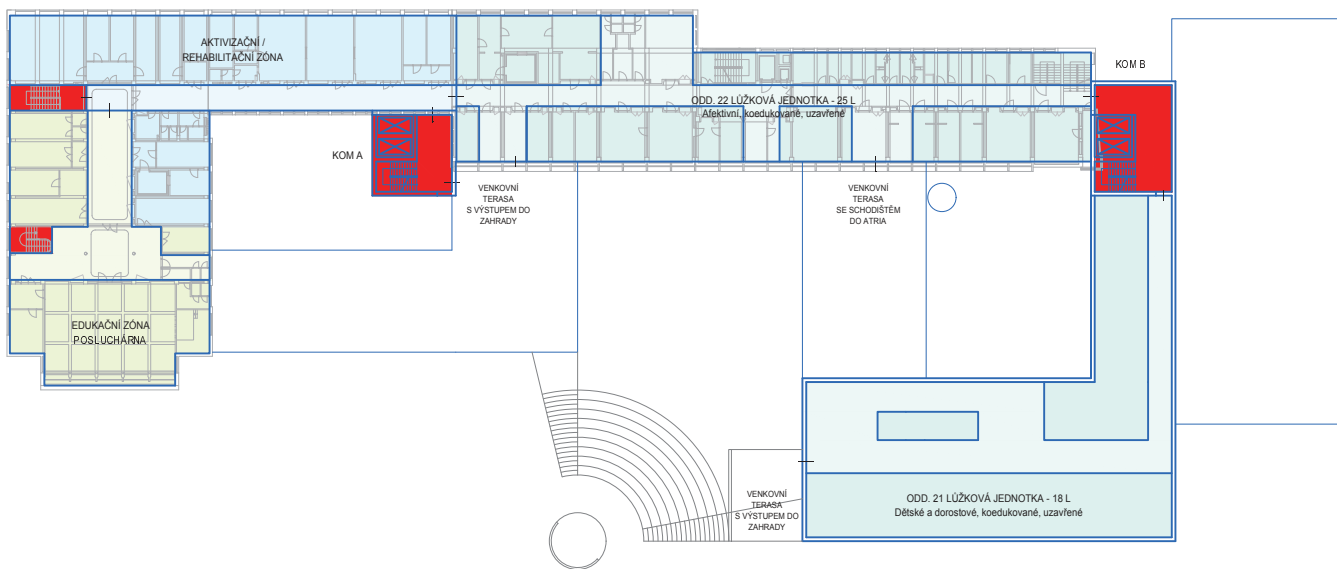 AKTIVIZAČNÍ /
REHABILITAČNÍ ZÓNA
KOM B
ODD. 22 LŮŽKOVÁ JEDNOTKA - 25 L
Afektivní, koedukované, uzavřené
KOM A
VENKOVNÍ
TERASA
S VÝSTUPEM DO
ZAHRADY
VENKOVNÍ
TERASA
SE SCHODIŠTĚM
DO ATRIA
EDUKAČNÍ ZÓNA
POSLUCHÁRNA
VENKOVNÍ
TERASA
S VÝSTUPEM DO
ZAHRADY
ODD. 21 LŮŽKOVÁ JEDNOTKA - 18 L
Dětské a dorostové, koedukované, uzavřené